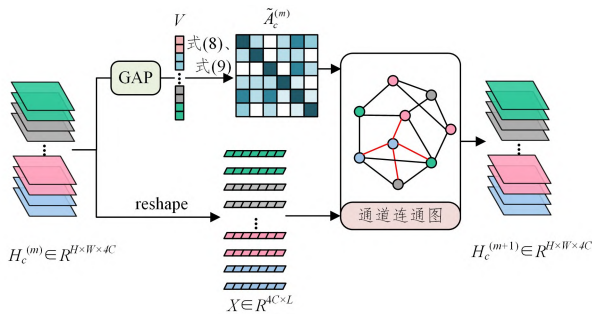 V
Ã_c^{(m)}
式(8)、
式(9)
GAP
reshape
通道连通图
H_c^{(m)}∈R^{H×W×4C}
X∈R^{4C×L}
H_c^{(m+1)}∈R^{H×W×4C}